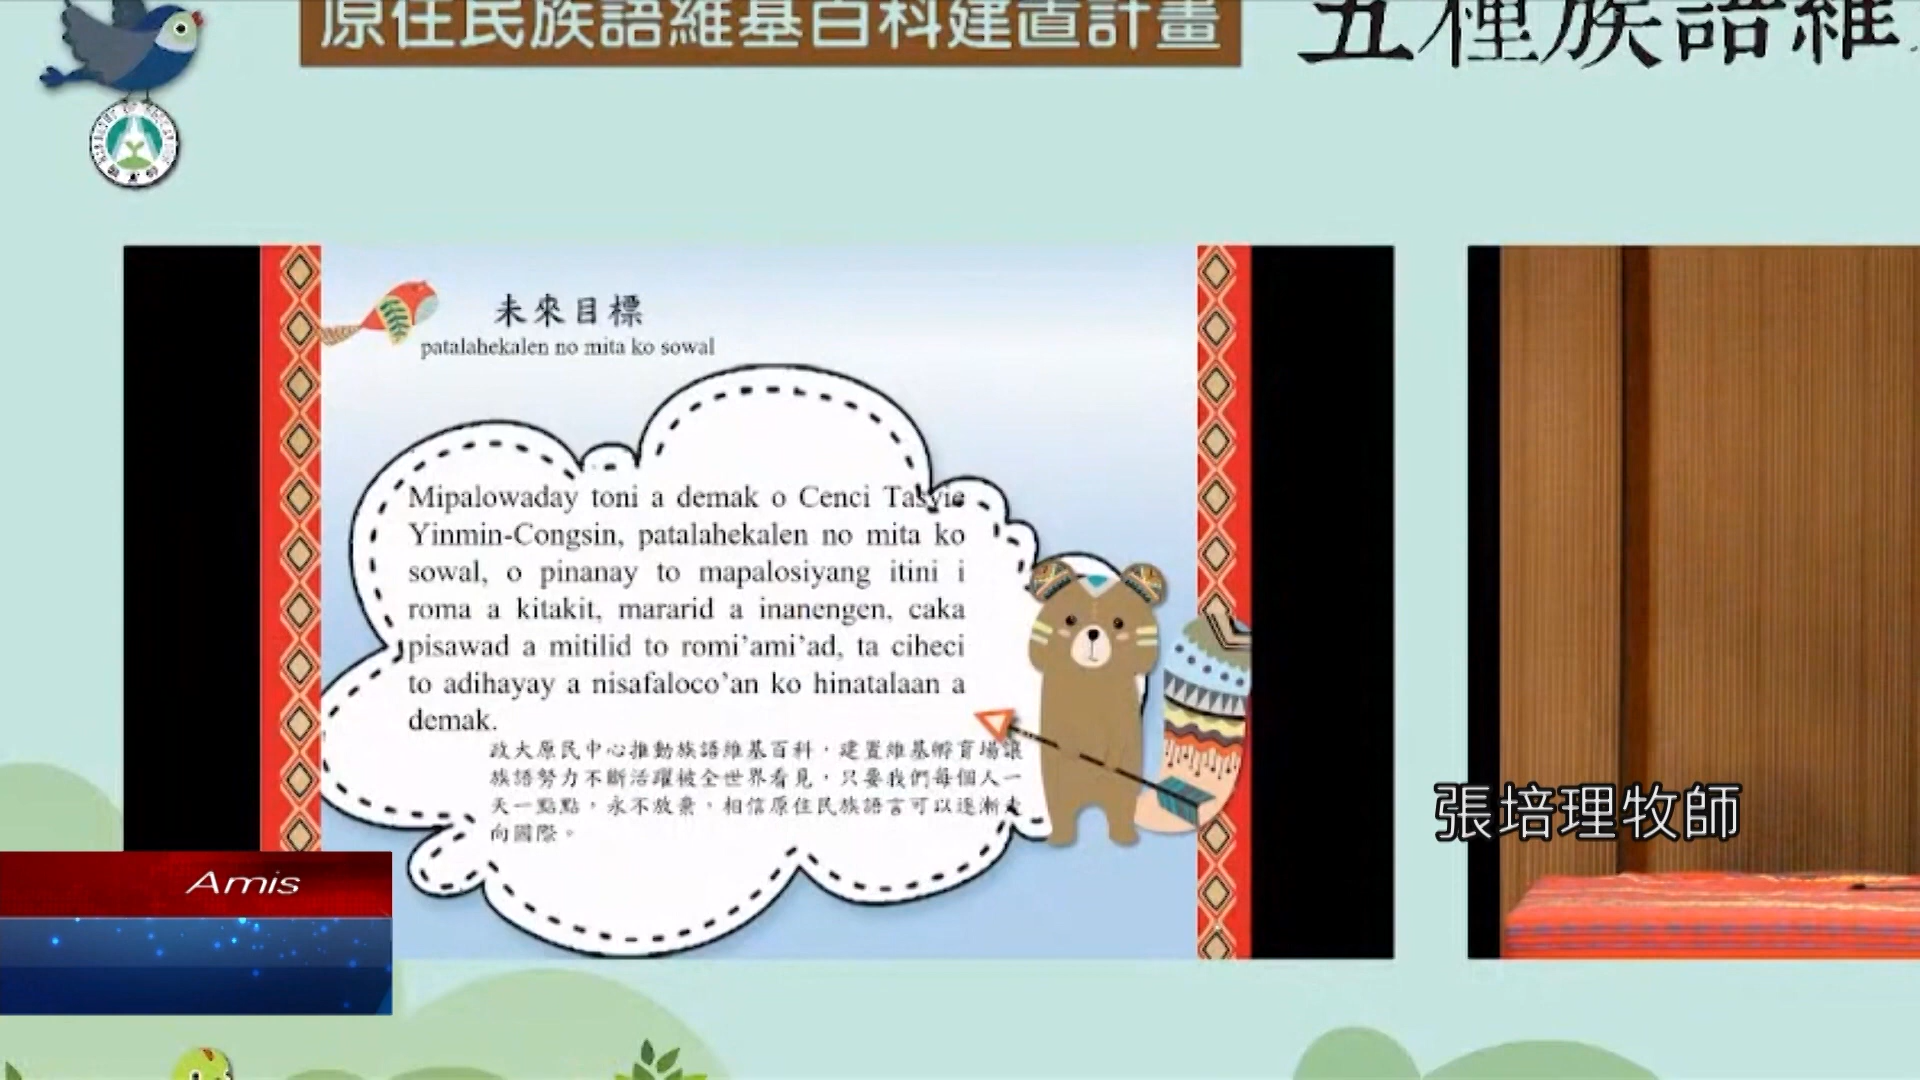 原住民族語維基百科建置計畫
五種族語維
未來目標
patalahekalen no mita ko sowal
Mipalowaday toni a demak o Cenci Tasyie
Yinmin-Congsin, patalahekalen no mita ko
sowal, o pinanay to mapalosiyang itini i
roma a kitakit, mararid a inanengen, caka
pisawad a mitilid to romi’ami’ad, ta ciheci
to adihayay a nisafaloco’an ko hinatalaan a
demak.
政大原民中心推動族語維基百科，建置維基孵育場讓
族語努力不斷活躍被全世界看見，只要我們每個人一
天一點點，永不放棄，相信原住民族語言可以逐漸走
向國際。
張培理牧師
Amis